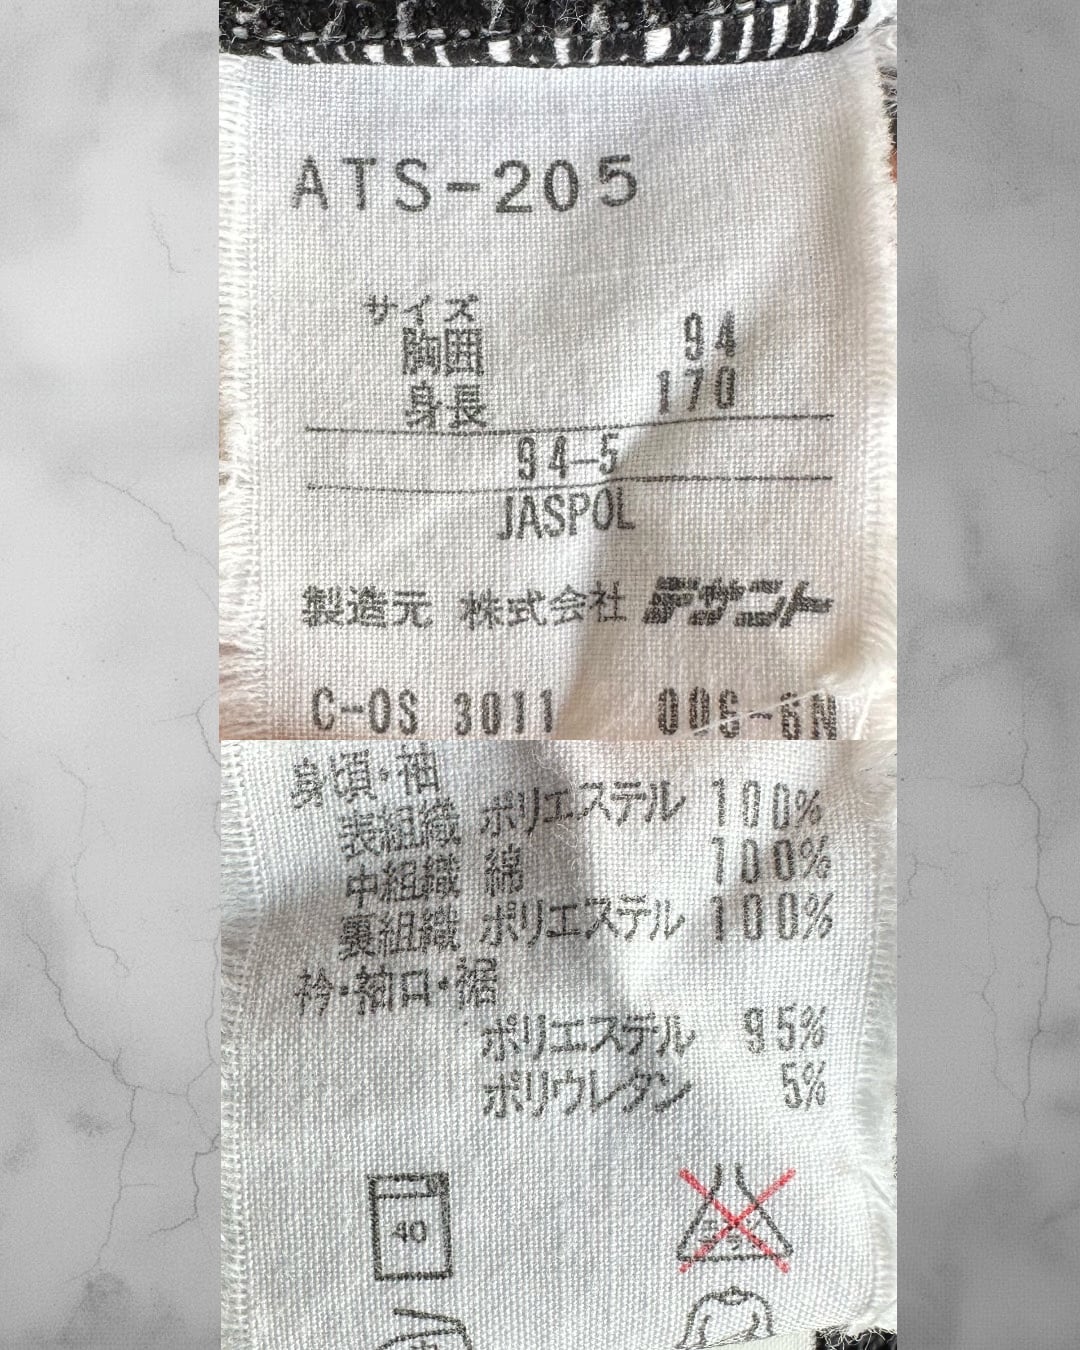 ATS-205
サイズ
胸囲 94
身長 170
94-5
JASPOL
製造元 株式会社 デサント
C-OS 3011 006-6N
身頃・袖
表組織 ポリエステル 100%
中組織 綿 100%
裏組織 ポリエステル 100%
衿・袖口・裾
ポリエステル 95%
ポリウレタン 5%
40